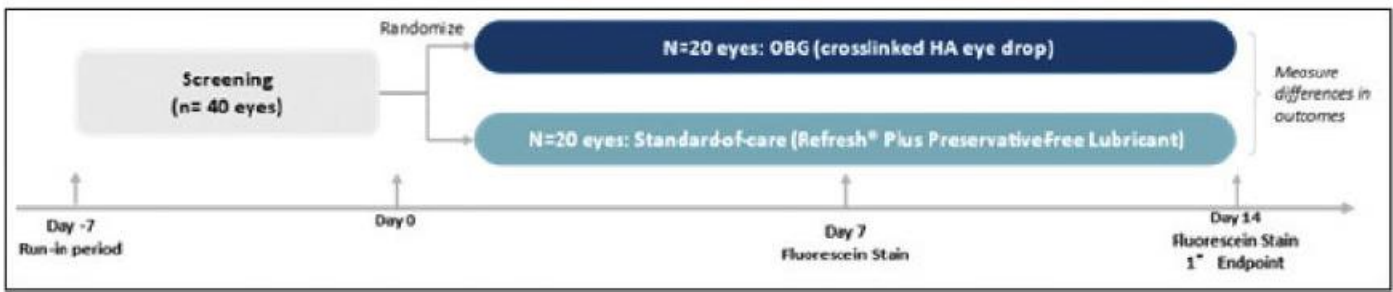 Randomize
Screening
(n= 40 eyes)
N=20 eyes: OBG (crosslinked HA eye drop)
N=20 eyes: Standard-of-care (Refresh® Plus Preservative-Free Lubricant)
Measure
differences in
outcomes
Day -7
Run-in period
Day 0
Day 7
Fluorescein Stain
Day 14
Fluorescein Stain
1° Endpoint